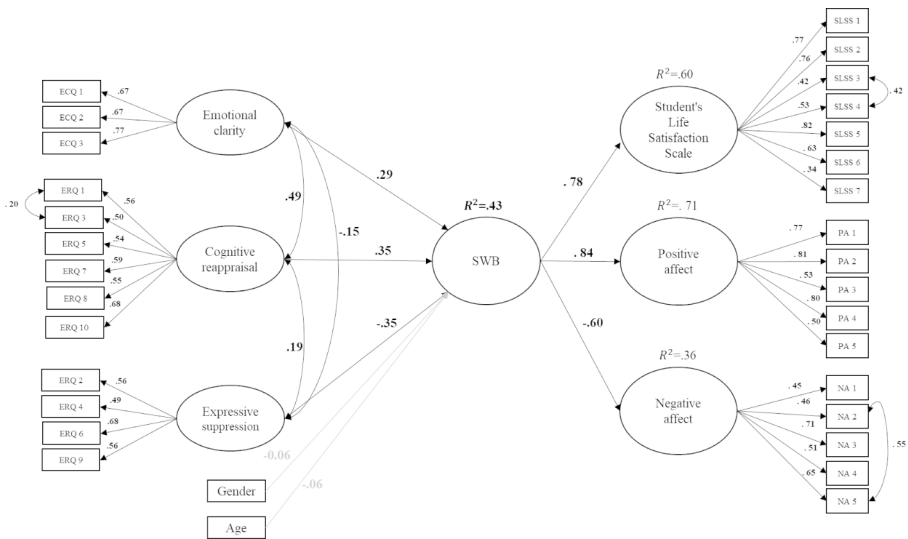 ECQ 1
ECQ 2
ECQ 3
.67
.67
.77
Emotional
clarity
ERQ 1
ERQ 3
ERQ 5
ERQ 7
ERQ 8
ERQ 10
. 20
.56
.50
.54
.59
.55
.68
Cognitive
reappraisal
ERQ 2
ERQ 4
ERQ 6
ERQ 9
.56
.49
.68
.56
Expressive
suppression
.49
-.15
.19
Gender
Age
.29
.35
-.35
-0.06
-.06
R²=.43
SWB
. 78
. 84
-.60
R²=.60
Student's
Life
Satisfaction
Scale
.77
.76
.42
.53
.82
. 63
. 34
SLSS 1
SLSS 2
SLSS 3
SLSS 4
SLSS 5
SLSS 6
SLSS 7
. 42
R²=. 71
Positive
affect
.77
. 81
.53
. 80
.50
PA 1
PA 2
PA 3
PA 4
PA 5
R²=.36
Negative
affect
.45
.46
.71
.51
.65
NA 1
NA 2
NA 3
NA 4
NA 5
. 55